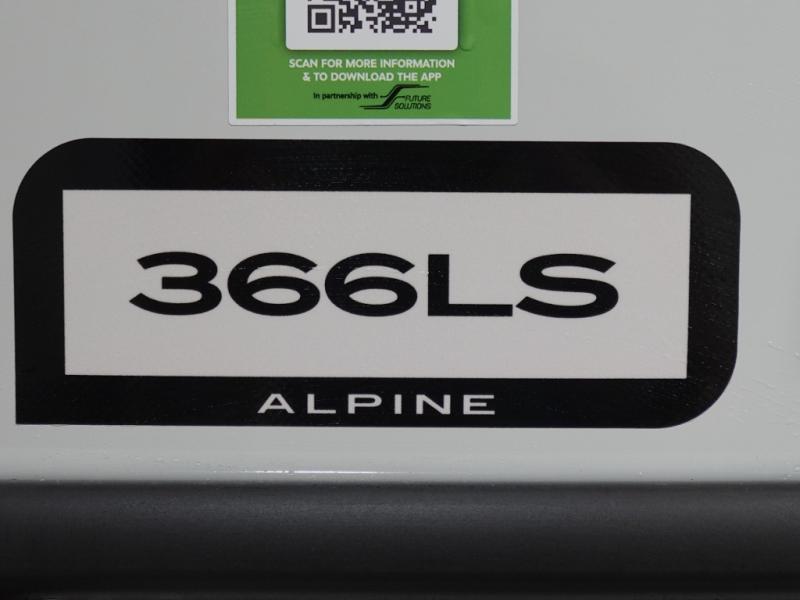 SCAN FOR MORE INFORMATION
& TO DOWNLOAD THE APP
In partnership with
FUTURE
SOLUTIONS
366LS
ALPINE